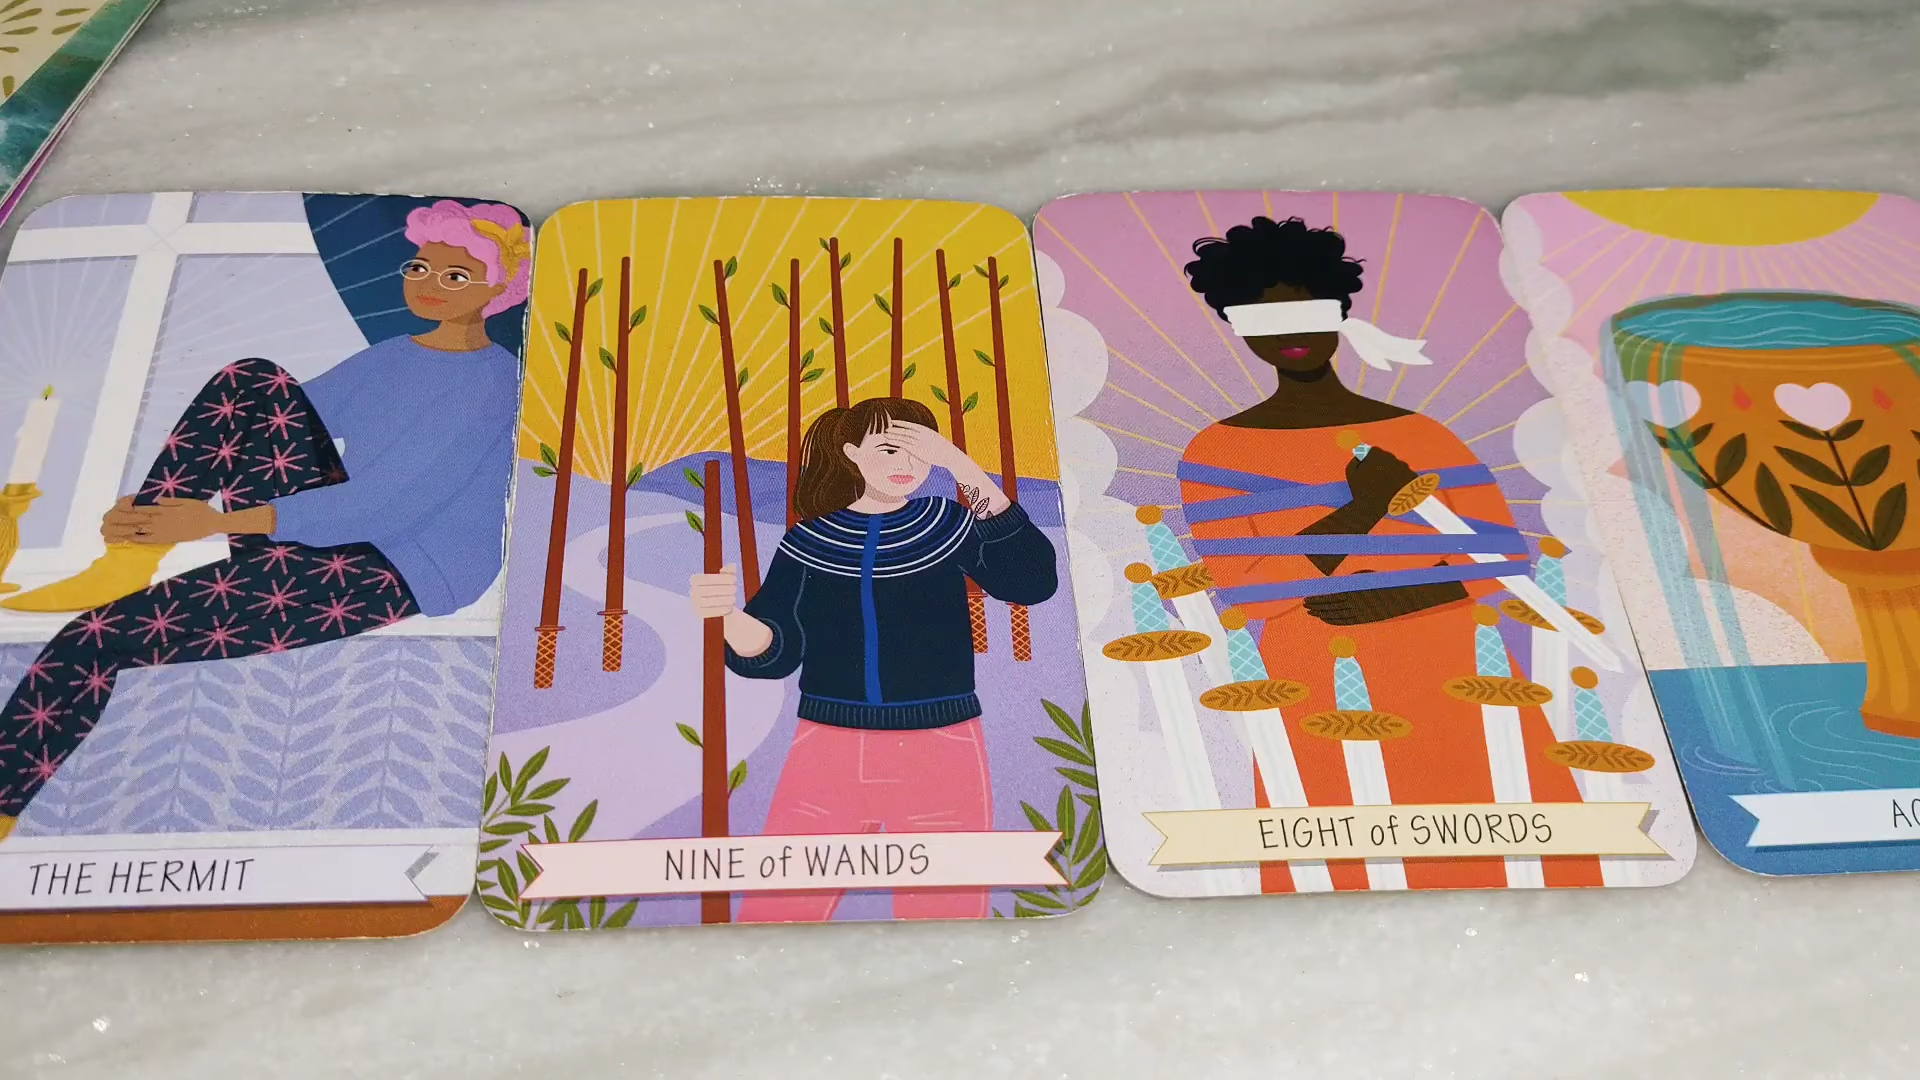 THE HERMIT
NINE of WANDS
EIGHT of SWORDS